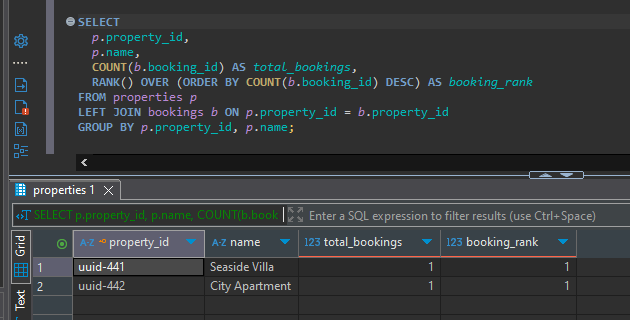 SELECT
p.property_id,
p.name,
COUNT(b.booking_id) AS total_bookings,
RANK() OVER (ORDER BY COUNT(b.booking_id) DESC) AS booking_rank
FROM properties p
LEFT JOIN bookings b ON p.property_id = b.property_id
GROUP BY p.property_id, p.name;
properties 1
SELECT p.property_id, p.name, COUNT(b.book
Enter a SQL expression to filter results (use Ctrl+Space)
Grid
Text
A-Z property_id A-Z name 123 total_bookings 123 booking_rank
1 uuid-441 Seaside Villa 1 1
2 uuid-442 City Apartment 1 1